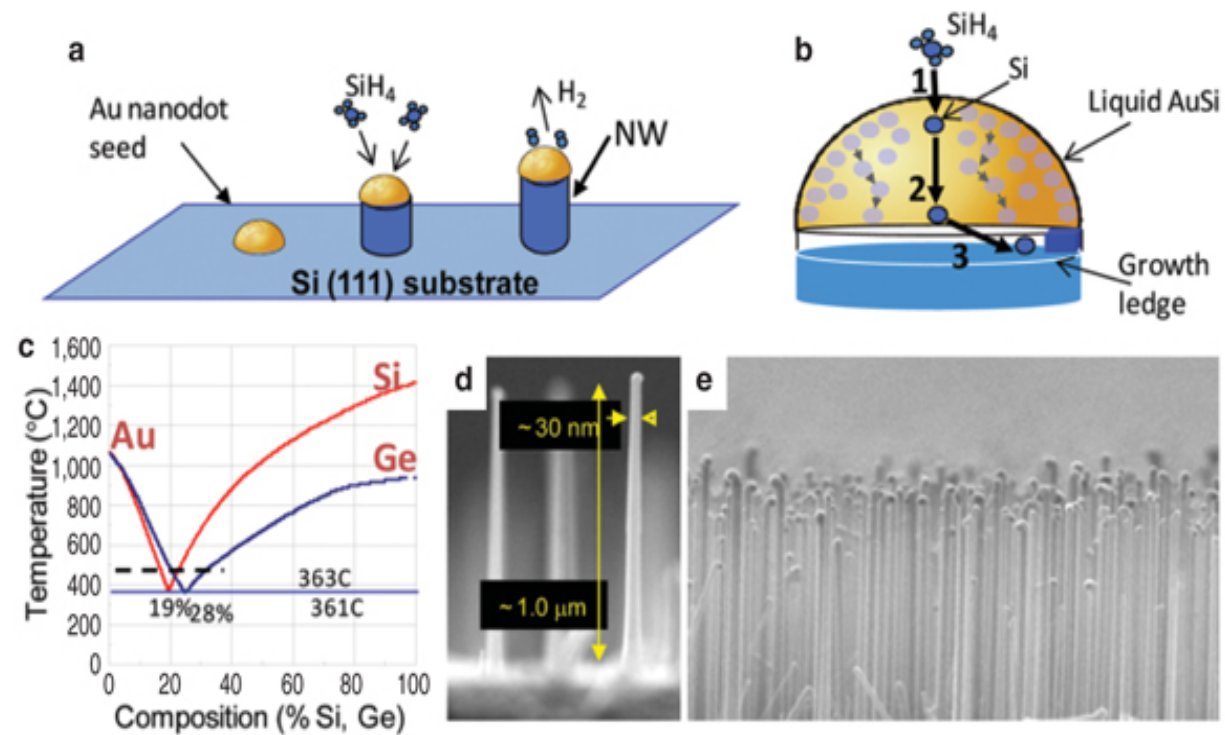 a
Au nanodot
seed
SiH4
H2
NW
Si (111) substrate
b
SiH4
1
Si
Liquid AuSi
2
3
Growth
ledge
c
Temperature (°C)
1,600
1,400
1,200
1,000
800
600
400
200
0
Au
Si
Ge
363C
361C
19%
28%
0 20 40 60 80 100
Composition (% Si, Ge)
d
~ 30 nm
~ 1.0 μm
e